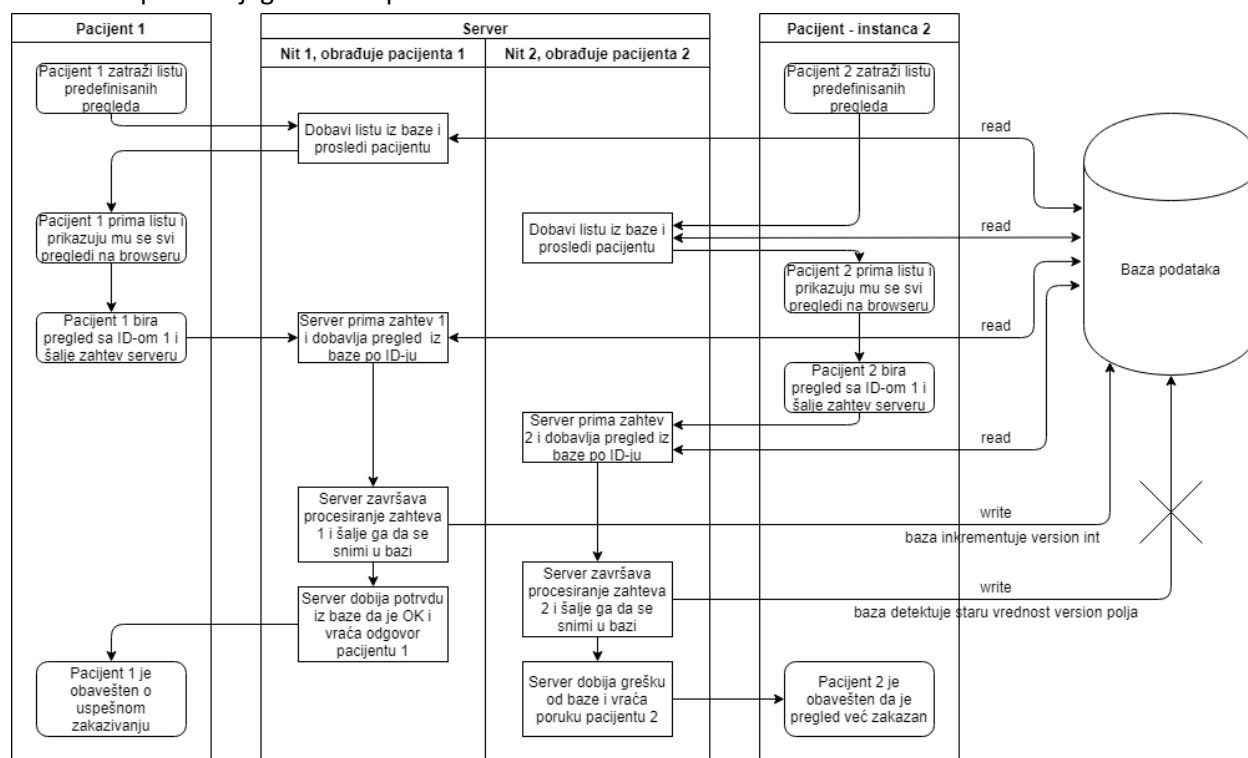 Pacijent 1
Server
Pacijent - instanca 2
Nit 1, obrađuje pacijenta 1
Nit 2, obrađuje pacijenta 2
Pacijent 1 zatraži listu
predefinisanih
pregleda
Pacijent 2 zatraži listu
predefinisanih
pregleda
Dobavi listu iz baze i
prosledi pacijentu
read
Pacijent 1 prima listu i
prikazuju mu se svi
pregledi na browseru
Dobavi listu iz baze i
prosledi pacijentu
read
Pacijent 2 prima listu i
prikazuju mu se svi
pregledi na browseru
Baza podataka
Pacijent 1 bira
pregled sa ID-om 1 i
šalje zahtev serveru
Server prima zahtev 1
i dobavlja pregled iz
baze po ID-ju
read
Pacijent 2 bira
pregled sa ID-om 1 i
šalje zahtev serveru
Server prima zahtev
2 i dobavlja pregled iz
baze po ID-ju
read
Server završava
procesiranje zahteva
1 i šalje ga da se
snimi u bazi
write
baza inkrementuje version int
Server završava
procesiranje zahteva
2 i šalje ga da se
snimi u bazi
write
baza detektuje staru vrednost version polja
Server dobija potvrdu
iz baze da je OK i
vraća odgovor
pacijentu 1
Pacijent 1 je
obavešten o
uspešnom
zakazivanju
Server dobija grešku
od baze i vraća
poruku pacijentu 2
Pacijent 2 je
obavešten da je
pregled već zakazan